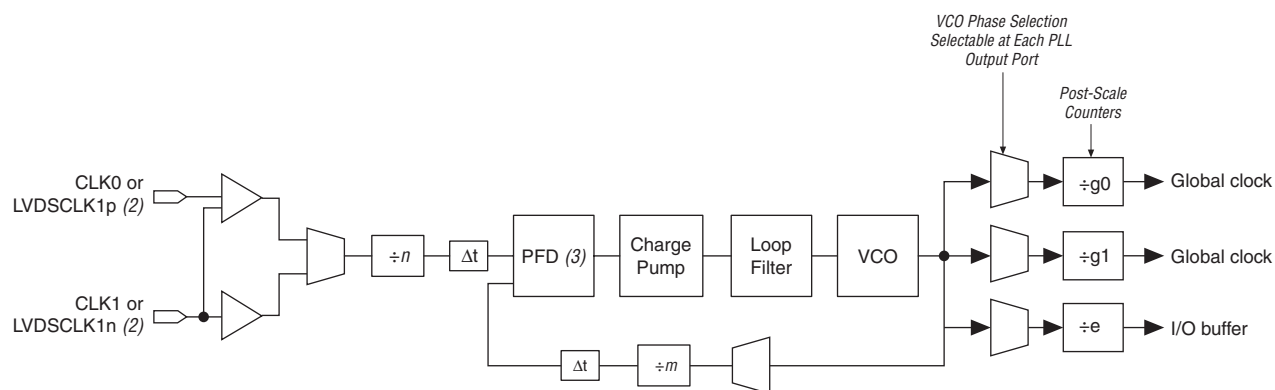 VCO Phase Selection
Selectable at Each PLL
Output Port
Post-Scale
Counters
CLK0 or
LVDSCLK1p (2)
÷n
Δt
PFD (3)
Charge
Pump
Loop
Filter
VCO
÷g0
Global clock
÷g1
Global clock
CLK1 or
LVDSCLK1n (2)
÷e
I/O buffer
Δt
÷m